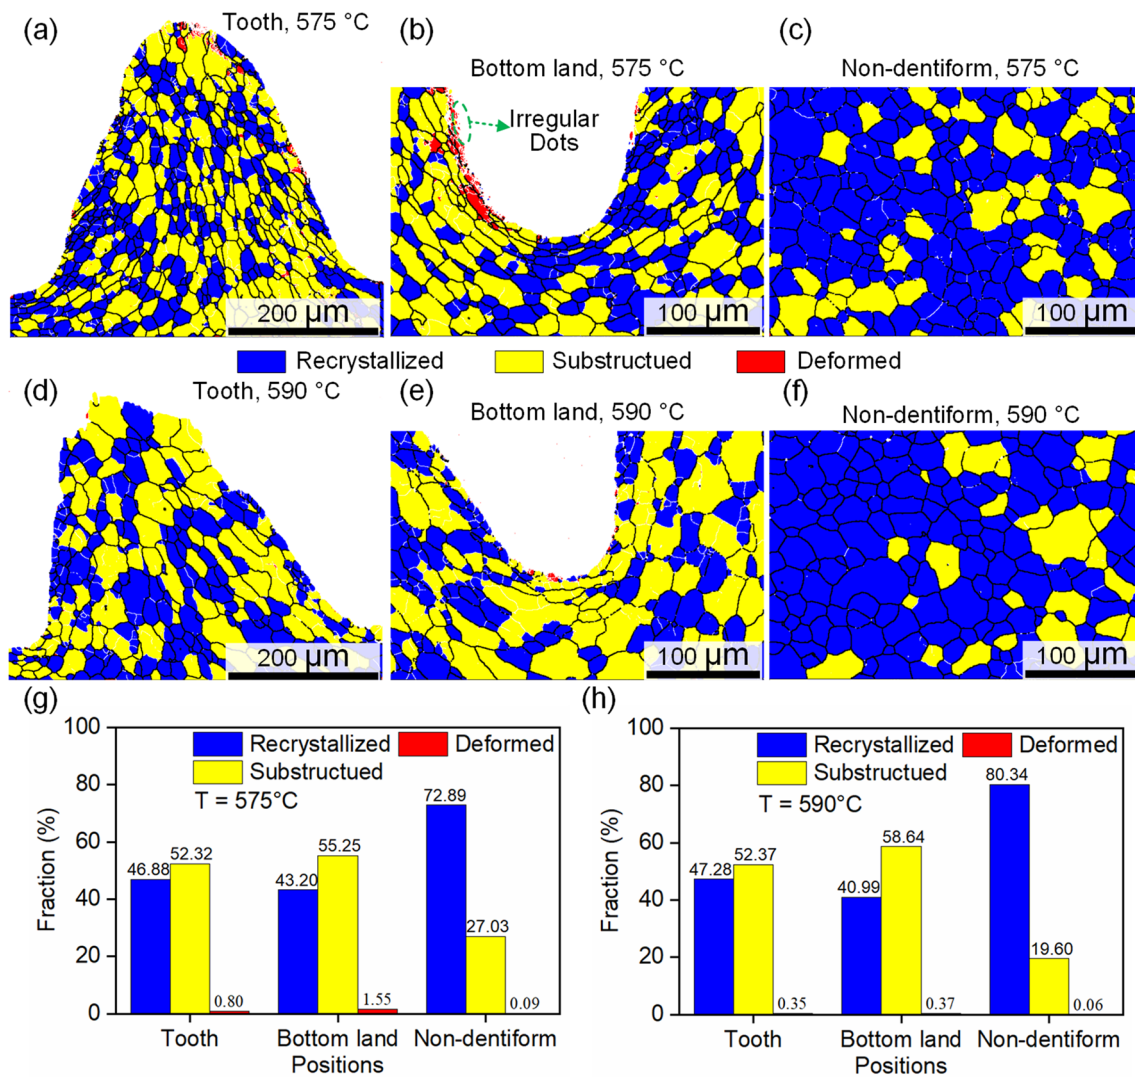 (a)
Tooth, 575 °C
200 μm
(b)
Bottom land, 575 °C
Irregular
Dots
100 μm
(c)
Non-dentiform, 575 °C
100 μm
Recrystallized
Substructued
Deformed
(d)
Tooth, 590 °C
200 μm
(e)
Bottom land, 590 °C
100 μm
(f)
Non-dentiform, 590 °C
100 μm
(g)
Fraction (%)
100
80
60
40
20
0
Recrystallized
Deformed
Substructued
T = 575°C
46.88
52.32
0.80
43.20
55.25
1.55
72.89
27.03
0.09
Tooth
Bottom land
Non-dentiform
Positions
(h)
Fraction (%)
100
80
60
40
20
0
Recrystallized
Deformed
Substructued
T = 590°C
47.28
52.37
0.35
40.99
58.64
0.37
80.34
19.60
0.06
Tooth
Bottom land
Non-dentiform
Positions